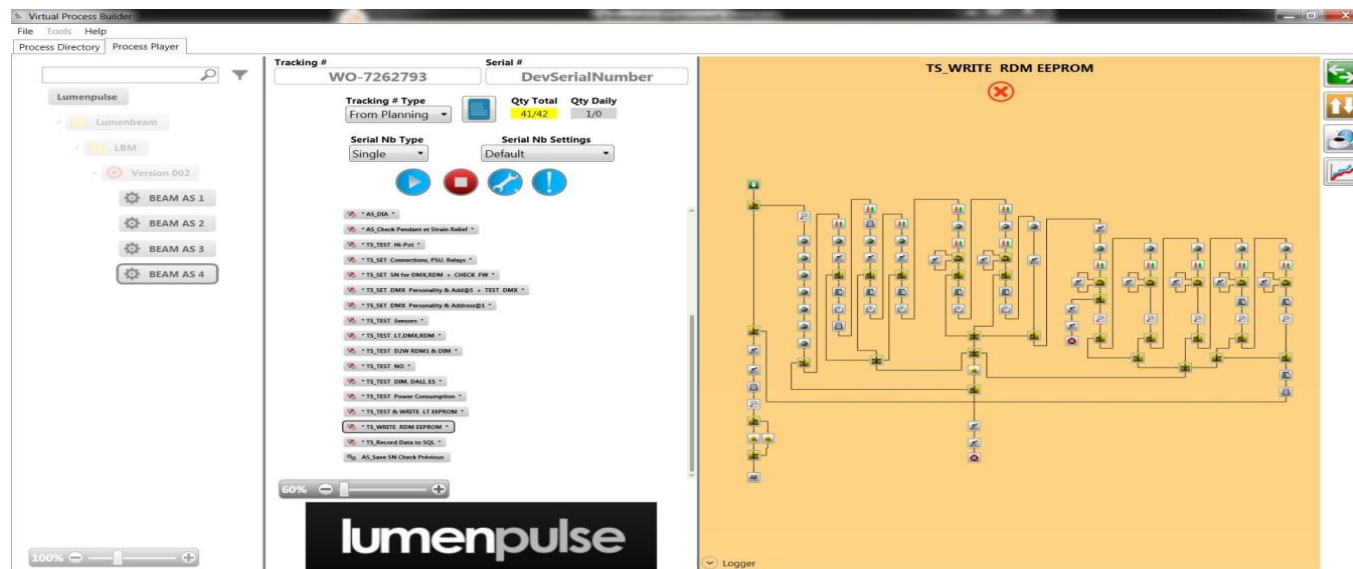 Virtual Process Builder
File Tools Help
Process Directory Process Player
Lumenpulse
Lumenbeam
LBM
Version 002
BEAM AS 1
BEAM AS 2
BEAM AS 3
BEAM AS 4
100%
Tracking # Serial #
WO-7262793 DevSerialNumber
Tracking # Type Qty Total Qty Daily
From Planning 41/42 1/0
Serial Nb Type Serial Nb Settings
Single Default
* AS_DIA *
* AS_Check Pendant et Strain Relief *
* TS_TEST Hi-Pot *
* TS_SET Connections, PSU, Relays *
* TS_SET SN for DMX,RDM + CHECK FW *
* TS_SET DMX Personality & Add@5 + TEST DMX *
* TS_SET DMX Personality & Address@1 *
* TS_TEST Sensors *
* TS_TEST LT,DMX,RDM *
* TS_TEST D2W RDM1 & DIM *
* TS_TEST NO *
* TS_TEST DIM, DALI, ES *
* TS_TEST Power Consumption *
* TS_TEST & WRITE LT EEPROM *
* TS_WRITE RDM EEPROM *
* TS_Record Data to SQL *
AS_Save SN Check Prévious
60%
lumenpulse
TS_WRITE RDM EEPROM
Logger